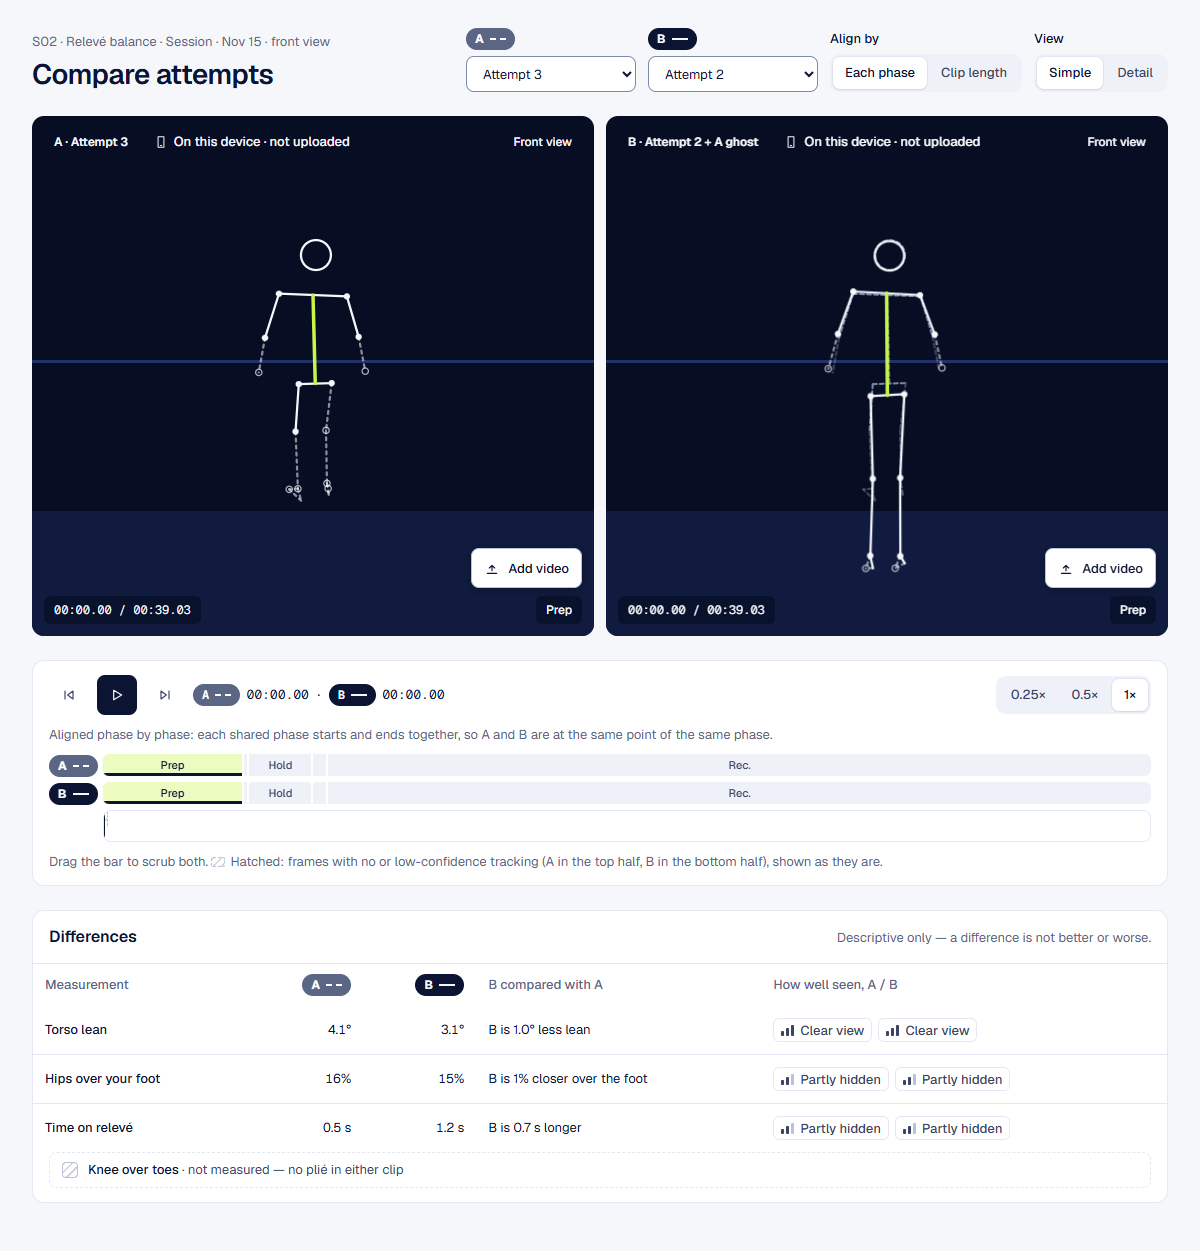 S02 · Relevé balance · Session · Nov 15 · front view
Compare attempts
A
Attempt 3
B
Attempt 2
Align by
Each phase
Clip length
View
Simple
Detail
A · Attempt 3
On this device · not uploaded
Front view
Add video
00:00.00 / 00:39.03
Prep
B · Attempt 2 + A ghost
On this device · not uploaded
Front view
Add video
00:00.00 / 00:39.03
Prep
A 00:00.00 · B 00:00.00
0.25× 0.5× 1×
Aligned phase by phase: each shared phase starts and ends together, so A and B are at the same point of the same phase.
A Prep Hold Rec.
B Prep Hold Rec.
Drag the bar to scrub both. Hatched: frames with no or low-confidence tracking (A in the top half, B in the bottom half), shown as they are.
Differences
Descriptive only — a difference is not better or worse.
Measurement A B B compared with A How well seen, A / B
Torso lean 4.1° 3.1° B is 1.0° less lean Clear view Clear view
Hips over your foot 16% 15% B is 1% closer over the foot Partly hidden Partly hidden
Time on relevé 0.5 s 1.2 s B is 0.7 s longer Partly hidden Partly hidden
Knee over toes · not measured — no plié in either clip